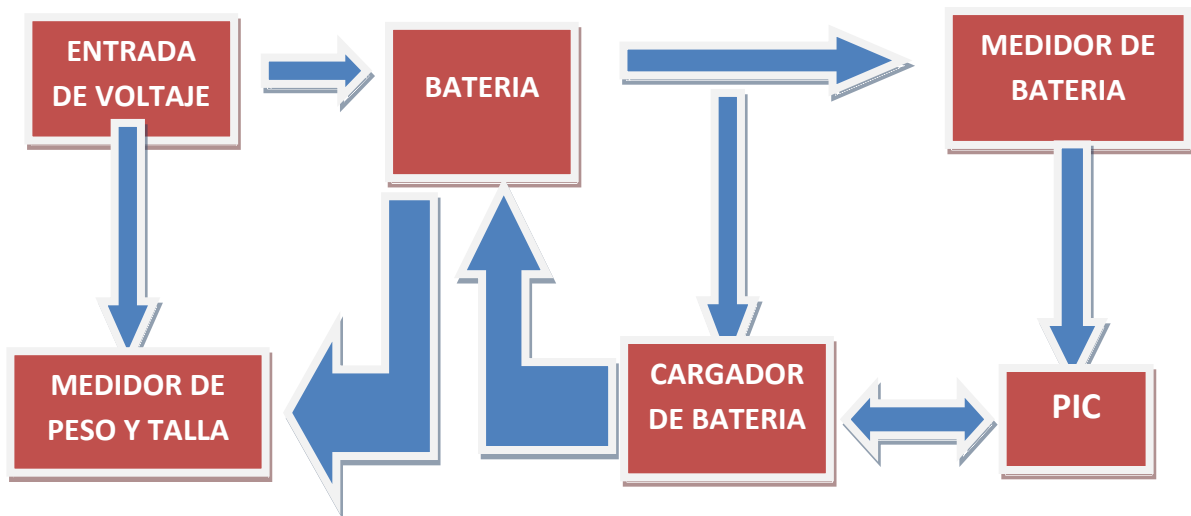 ENTRADA
DE VOLTAJE
BATERIA
MEDIDOR DE
BATERIA
MEDIDOR DE
PESO Y TALLA
CARGADOR
DE BATERIA
PIC